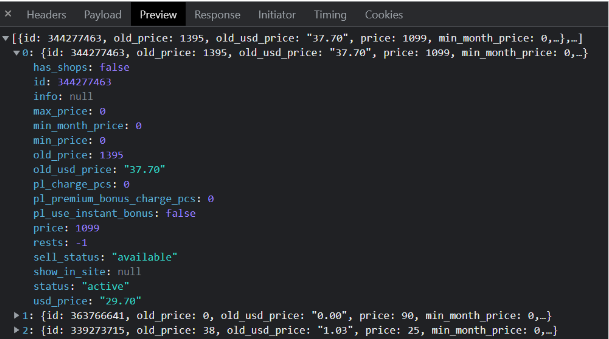 × Headers Payload Preview Response Initiator Timing Cookies
▼[{id: 344277463, old_price: 1395, old_usd_price: "37.70", price: 1099, min_month_price: 0,…},…]
▼0: {id: 344277463, old_price: 1395, old_usd_price: "37.70", price: 1099, min_month_price: 0,…}
has_shops: false
id: 344277463
info: null
max_price: 0
min_month_price: 0
min_price: 0
old_price: 1395
old_usd_price: "37.70"
pl_charge_pcs: 0
pl_premium_bonus_charge_pcs: 0
pl_use_instant_bonus: false
price: 1099
rests: -1
sell_status: "available"
show_in_site: null
status: "active"
usd_price: "29.70"
▶1: {id: 363766641, old_price: 0, old_usd_price: "0.00", price: 90, min_month_price: 0,…}
▶2: {id: 339273715, old_price: 38, old_usd_price: "1.03", price: 25, min_month_price: 0,…}